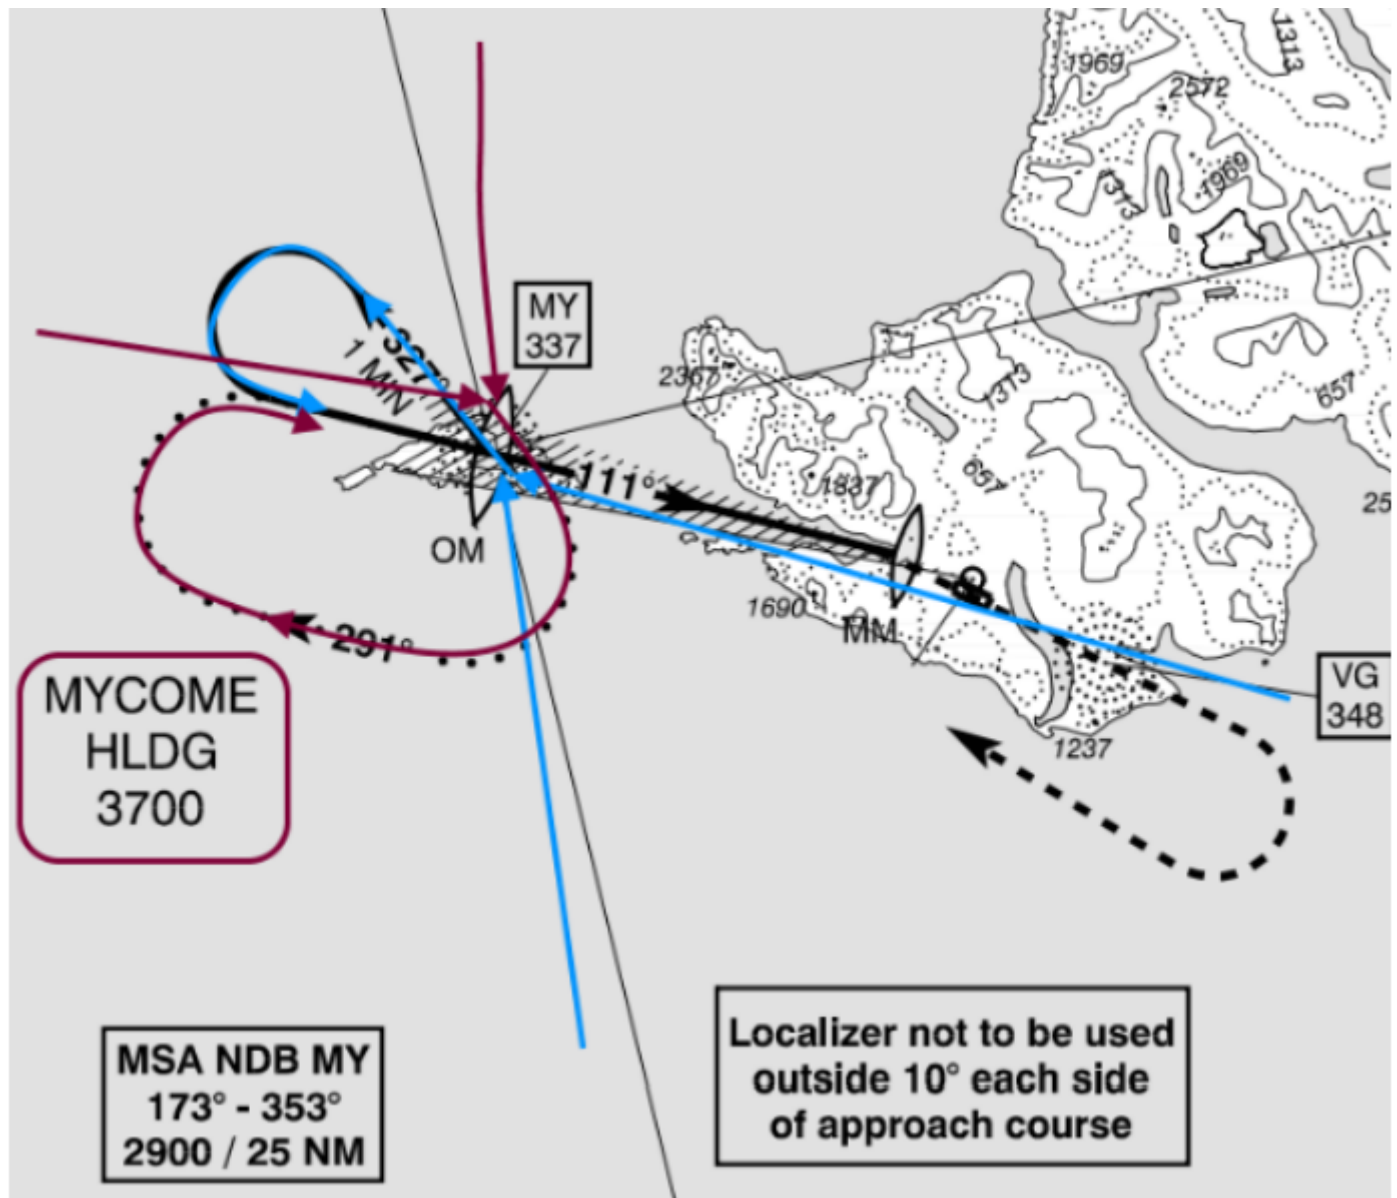 1969
1313
2572
1969
1313
MY
337
327°
1 MIN
2367
1313
657
1837
657
111°
OM
1690
MM
291°
MYCOME
HLDG
3700
VG
348
1237
MSA NDB MY
173° - 353°
2900 / 25 NM
Localizer not to be used
outside 10° each side
of approach course